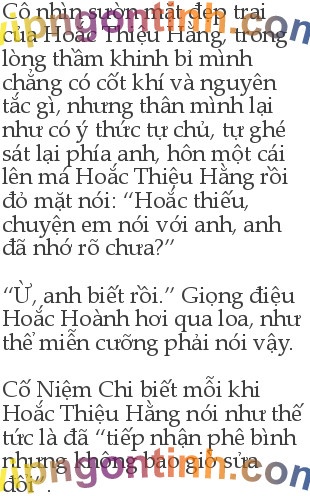 Cô nhìn sườn mặt đẹp trai
của Hoắc Thiệu Hằng, trong
lòng thầm khinh bỉ mình
chẳng có cốt khí và nguyên
tắc gì, nhưng thân mình lại
như có ý thức tự chủ, tự ghé
sát lại phía anh, hôn một cái
lên má Hoắc Thiệu Hằng rồi
đỏ mặt nói: “Hoắc thiếu,
chuyện em nói với anh, anh
đã nhớ rõ chưa?”
“Ừ, anh biết rồi.” Giọng điệu
Hoắc Hoành hơi qua loa, như
thể miễn cưỡng phải nói vậy.
Cố Niệm Chi biết mỗi khi
Hoắc Thiệu Hằng nói như thế
tức là đã “tiếp nhận phê bình
nhưng không bao giờ sửa
đổi”.
vipngontinh.com
vipngontinh.com